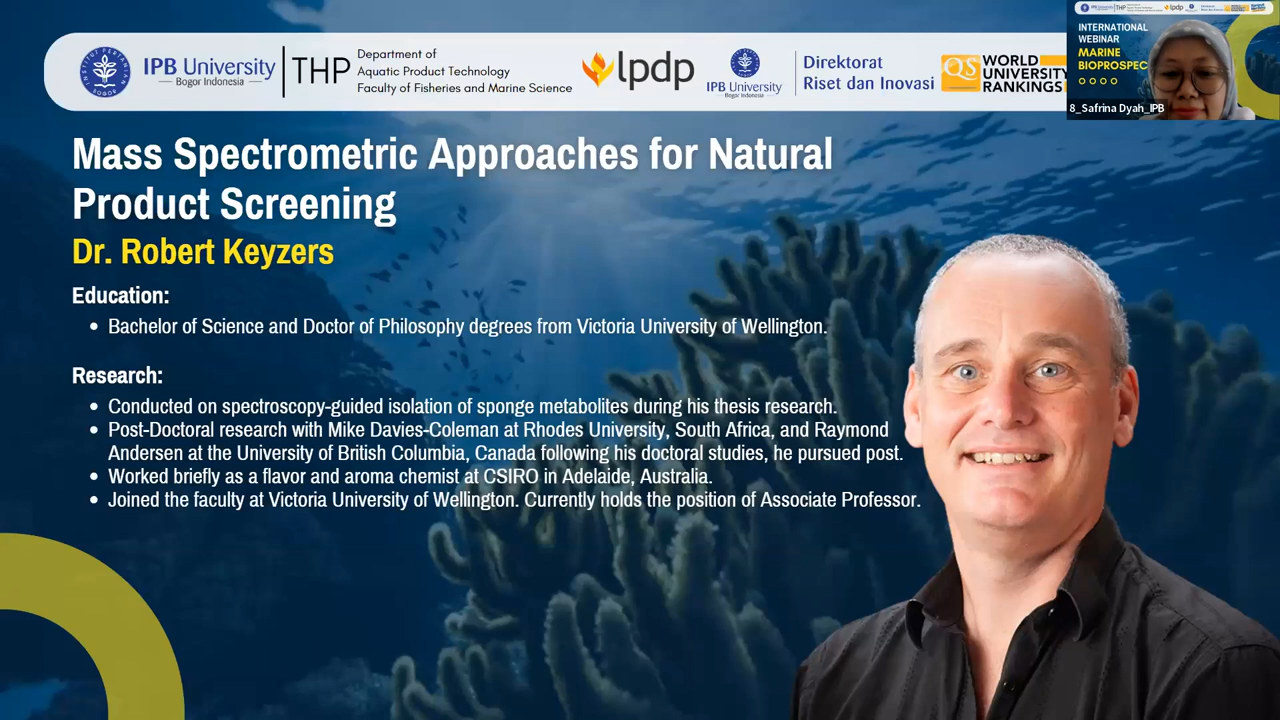 IPB University
Bogor Indonesia
THP
Department of
Aquatic Product Technology
Faculty of Fisheries and Marine Science
lpdp
IPB University
Bogor Indonesia
Direktorat
Riset dan Inovasi
QS
WORLD
UNIVERSITY
RANKINGS
INTERNATIONAL
WEBINAR
MARINE
BIOPROSPEC
8_Safrina Dyah_IPB
Mass Spectrometric Approaches for Natural
Product Screening
Dr. Robert Keyzers
Education:
• Bachelor of Science and Doctor of Philosophy degrees from Victoria University of Wellington.
Research:
• Conducted on spectroscopy-guided isolation of sponge metabolites during his thesis research.
• Post-Doctoral research with Mike Davies-Coleman at Rhodes University, South Africa, and Raymond
Andersen at the University of British Columbia, Canada following his doctoral studies, he pursued post.
• Worked briefly as a flavor and aroma chemist at CSIRO in Adelaide, Australia.
• Joined the faculty at Victoria University of Wellington. Currently holds the position of Associate Professor.